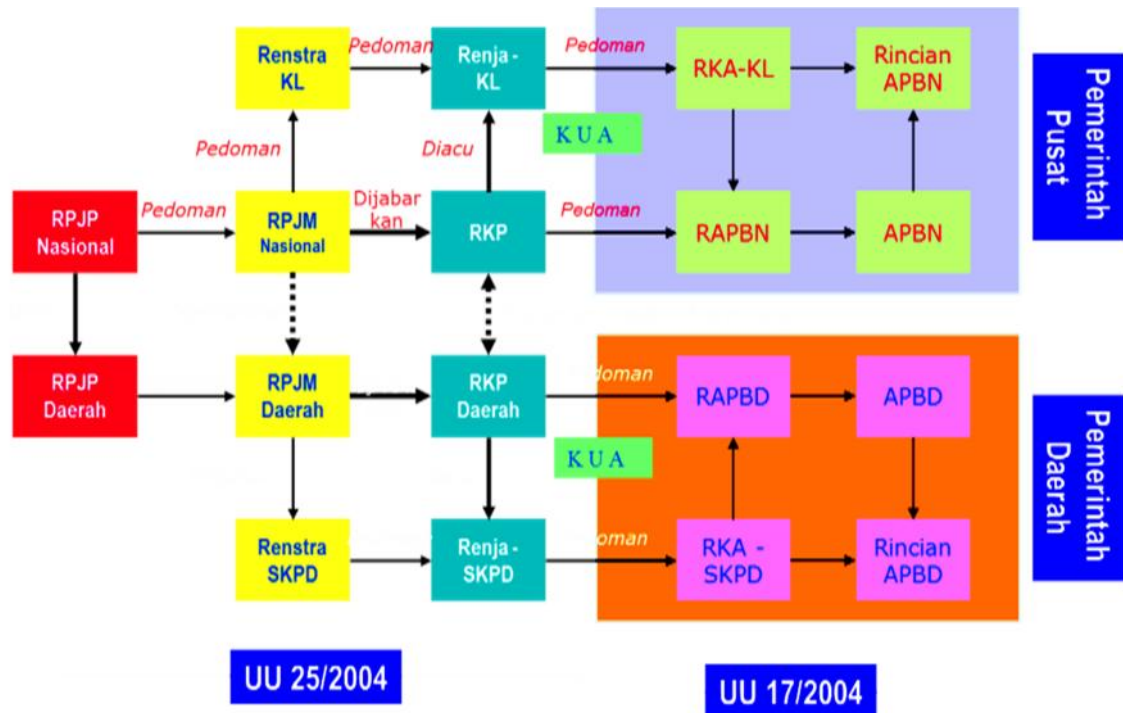 Renstra
KL
Pedoman
Renja -
KL
Pedoman
RKA-KL
Rincian
APBN
Pemerintah
Pusat
K U A
Pedoman
Diacu
RPJP
Nasional
Pedoman
RPJM
Nasional
Dijabar
kan
RKP
Pedoman
RAPBN
APBN
RPJP
Daerah
RPJM
Daerah
RKP
Daerah
doman
RAPBD
APBD
Pemerintah
Daerah
K U A
Renstra
SKPD
Renja -
SKPD
doman
RKA -
SKPD
Rincian
APBD
UU 25/2004
UU 17/2004